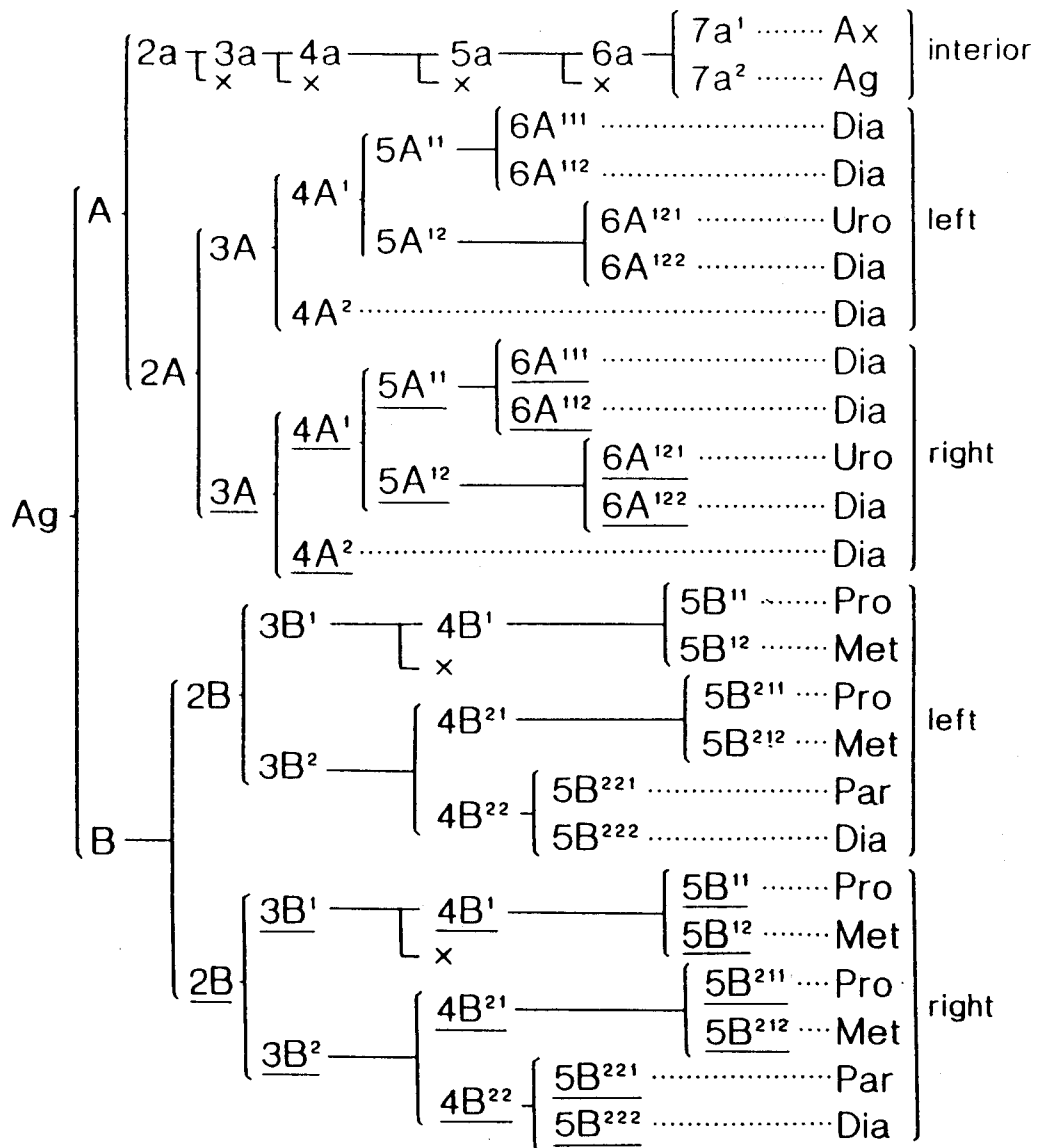 2a 3a 4a 5a 6a 7a¹ ........ Ax interior
× × × × 7a² ........ Ag
6A¹¹¹ ........ Dia
5A¹¹
6A¹¹² ........ Dia
4A¹
A 6A¹²¹ ........ Uro left
3A 5A¹²
6A¹²² ........ Dia
4A² ........ Dia
6A¹¹¹ ........ Dia
2A 5A¹¹
6A¹¹² ........ Dia
4A¹
6A¹²¹ ........ Uro right
3A 5A¹²
6A¹²² ........ Dia
Ag
4A² ........ Dia
5B¹¹ ........ Pro
3B¹ 4B¹
5B¹² ........ Met
×
2B 5B²¹¹ .... Pro
4B²¹ left
5B²¹² .... Met
3B²
5B²²¹ ........ Par
4B²²
B 5B²²² ........ Dia
5B¹¹ ........ Pro
3B¹ 4B¹
5B¹² ........ Met
×
2B 5B²¹¹ .... Pro
4B²¹ right
5B²¹² .... Met
3B²
5B²²¹ ........ Par
4B²²
5B²²² ........ Dia